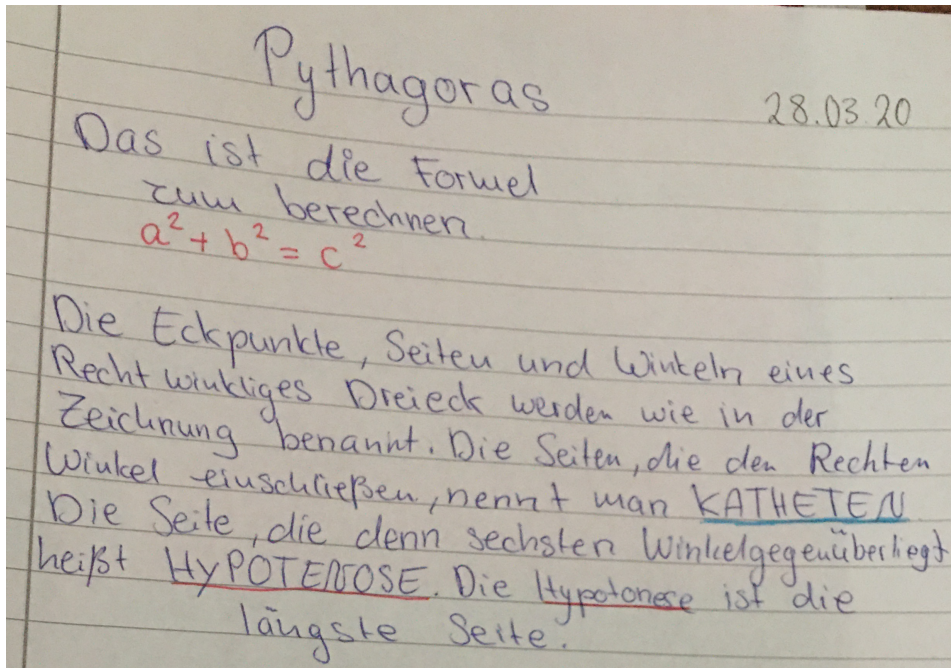 Pythagoras
28.03.20
Das ist die Formel
zum berechnen.
a² + b² = c²
Die Eckpunkte, Seiten und Winkeln eines
Rechtwinkliges Dreieck werden wie in der
Zeichnung benannt. Die Seiten, die den Rechten
Winkel einschließen, nennt man KATHETEN
Die Seite, die denn sechsten Winkelgegenüberliegt
heißt HYPOTENOSE. Die Hypotonese ist die
längste Seite.